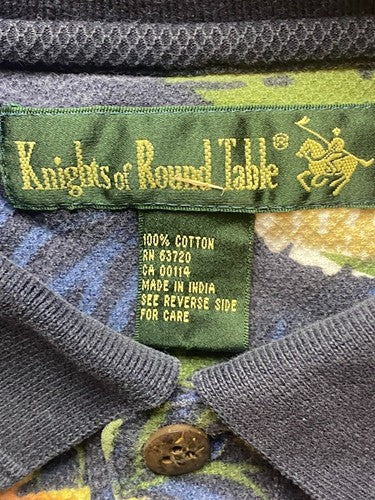 Knights of Round Table®
100% COTTON
RN 63720
CA 00114
MADE IN INDIA
SEE REVERSE SIDE
FOR CARE